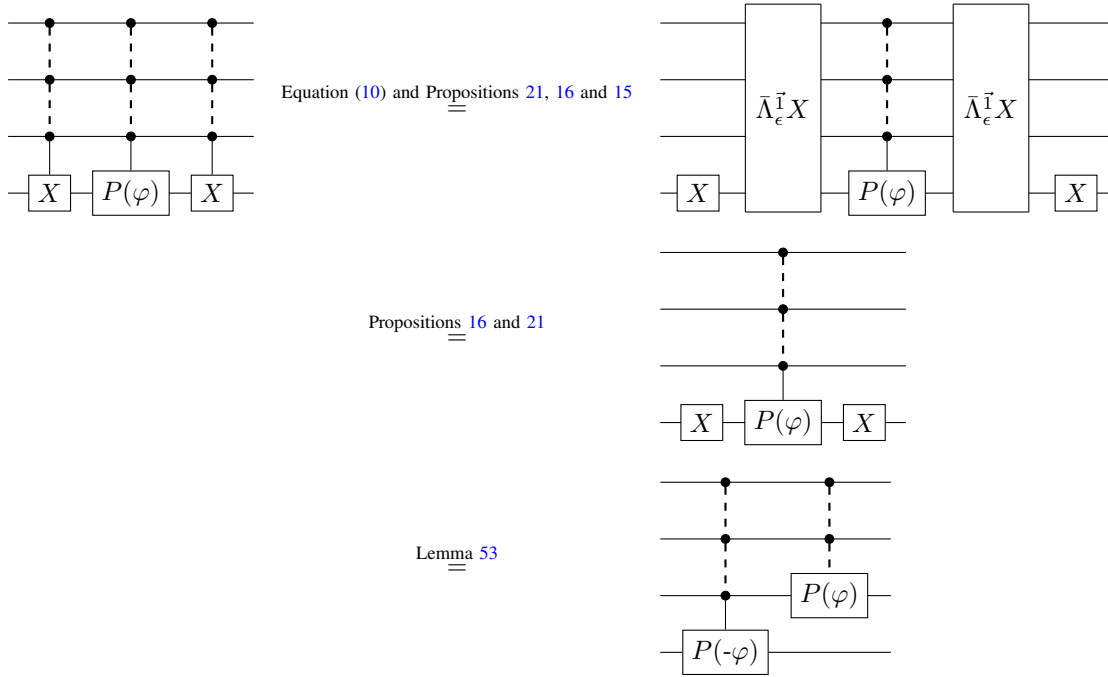 Equation (10) and Propositions 21, 16 and 15
=
X P(φ) X
X Λ̄_ϵ^{1⃗}X P(φ) Λ̄_ϵ^{1⃗}X X
Propositions 16 and 21
=
X P(φ) X
Lemma 53
=
P(φ)
P(-φ)